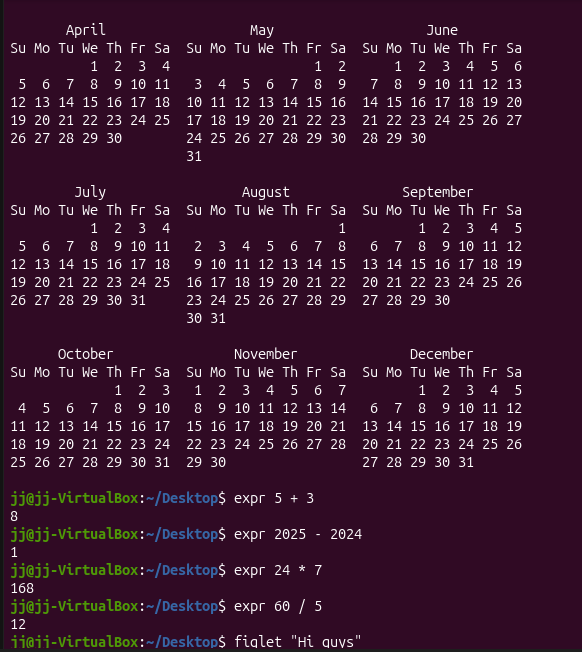 April                  May                   June
Su Mo Tu We Th Fr Sa  Su Mo Tu We Th Fr Sa  Su Mo Tu We Th Fr Sa
          1  2  3  4                  1  2      1  2  3  4  5  6
 5  6  7  8  9 10 11   3  4  5  6  7  8  9   7  8  9 10 11 12 13
12 13 14 15 16 17 18  10 11 12 13 14 15 16  14 15 16 17 18 19 20
19 20 21 22 23 24 25  17 18 19 20 21 22 23  21 22 23 24 25 26 27
26 27 28 29 30        24 25 26 27 28 29 30  28 29 30
                      31
        July                 August              September
Su Mo Tu We Th Fr Sa  Su Mo Tu We Th Fr Sa  Su Mo Tu We Th Fr Sa
          1  2  3  4                     1         1  2  3  4  5
 5  6  7  8  9 10 11   2  3  4  5  6  7  8   6  7  8  9 10 11 12
12 13 14 15 16 17 18   9 10 11 12 13 14 15  13 14 15 16 17 18 19
19 20 21 22 23 24 25  16 17 18 19 20 21 22  20 21 22 23 24 25 26
26 27 28 29 30 31     23 24 25 26 27 28 29  27 28 29 30
                      30 31
      October               November              December
Su Mo Tu We Th Fr Sa  Su Mo Tu We Th Fr Sa  Su Mo Tu We Th Fr Sa
             1  2  3   1  2  3  4  5  6  7         1  2  3  4  5
 4  5  6  7  8  9 10   8  9 10 11 12 13 14   6  7  8  9 10 11 12
11 12 13 14 15 16 17  15 16 17 18 19 20 21  13 14 15 16 17 18 19
18 19 20 21 22 23 24  22 23 24 25 26 27 28  20 21 22 23 24 25 26
25 26 27 28 29 30 31  29 30                 27 28 29 30 31
jj@jj-VirtualBox:~/Desktop$ expr 5 + 3
8
jj@jj-VirtualBox:~/Desktop$ expr 2025 - 2024
1
jj@jj-VirtualBox:~/Desktop$ expr 24 * 7
168
jj@jj-VirtualBox:~/Desktop$ expr 60 / 5
12
jj@jj-VirtualBox:~/Desktop$ figlet "Hi guys"